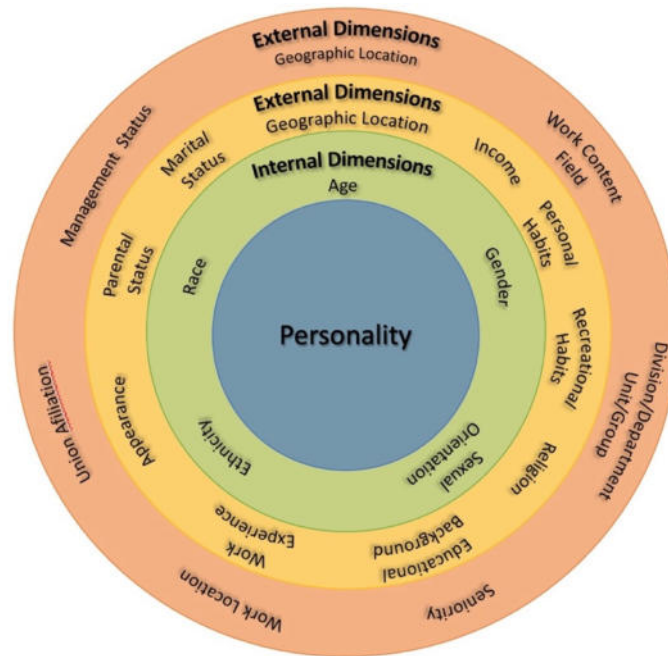 External Dimensions
Geographic Location
Work Content
Field
Division/Department
Unit/Group
Seniority
Work Location
Union Afiliation
Management Status
External Dimensions
Geographic Location
Income
Personal
Habits
Recreational
Habits
Religion
Educational
Background
Work
Experience
Appearance
Parental
Status
Marital
Status
Internal Dimensions
Age
Gender
Sexual
Orientation
Ethnicity
Race
Personality